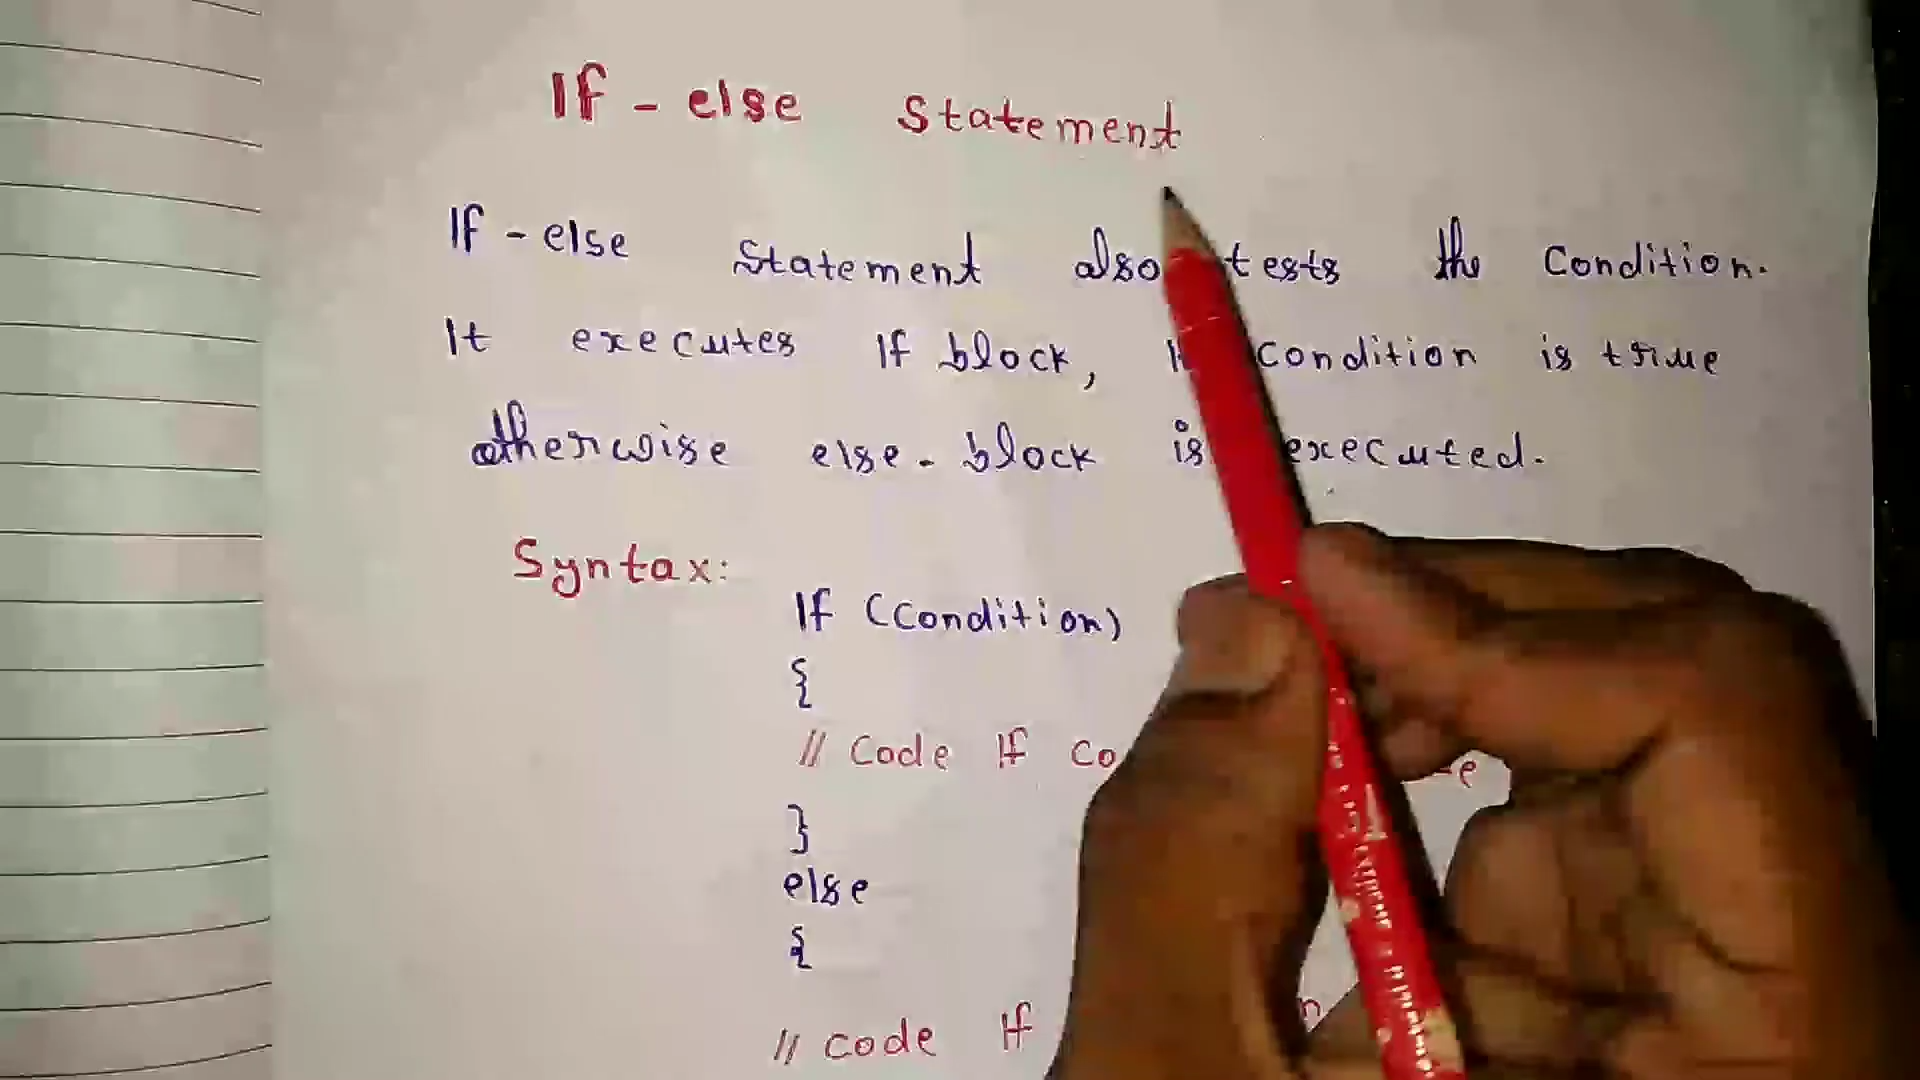 If - else Statement
If - else Statement also tests the Condition.
It executes If block, condition is true
otherwise else - block is executed.
Syntax:
If (Condition)
{
// Code If
}
else
{
// code If